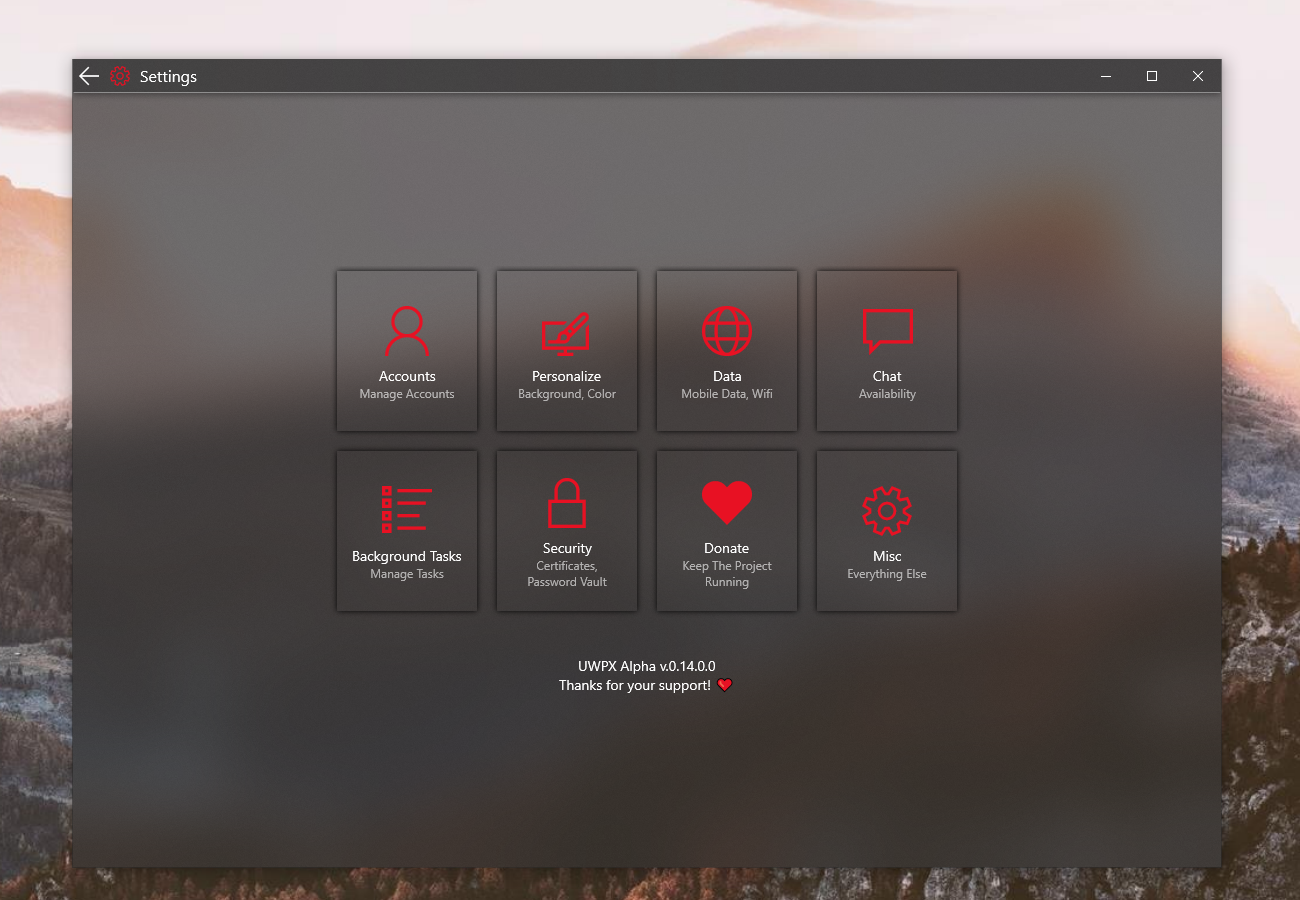 Settings
Accounts
Manage Accounts
Personalize
Background, Color
Data
Mobile Data, Wifi
Chat
Availability
Background Tasks
Manage Tasks
Security
Certificates,
Password Vault
Donate
Keep The Project
Running
Misc
Everything Else
UWPX Alpha v.0.14.0.0
Thanks for your support! ❤